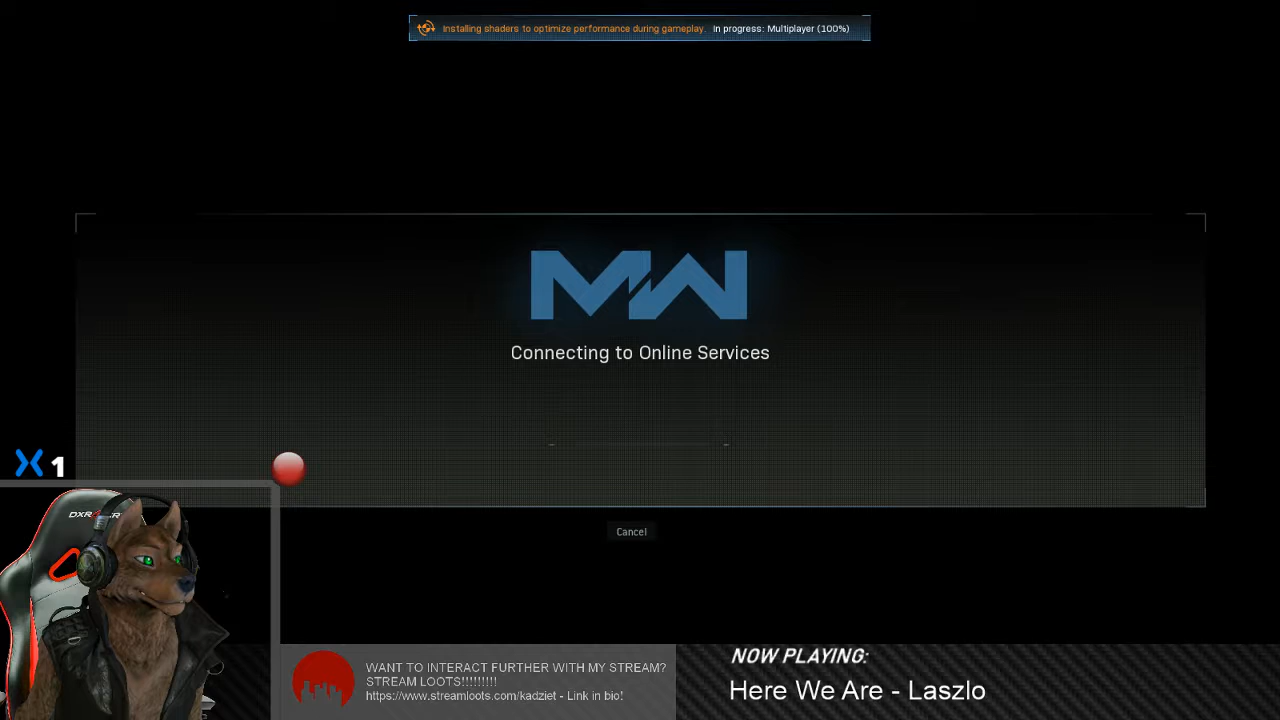 Installing shaders to optimize performance during gameplay. In progress: Multiplayer (100%)
MW
Connecting to Online Services
1
Cancel
WANT TO INTERACT FURTHER WITH MY STREAM?
STREAM LOOTS!!!!!!!!!
https://www.streamloots.com/kadziet - Link in bio!
NOW PLAYING:
Here We Are - Laszlo